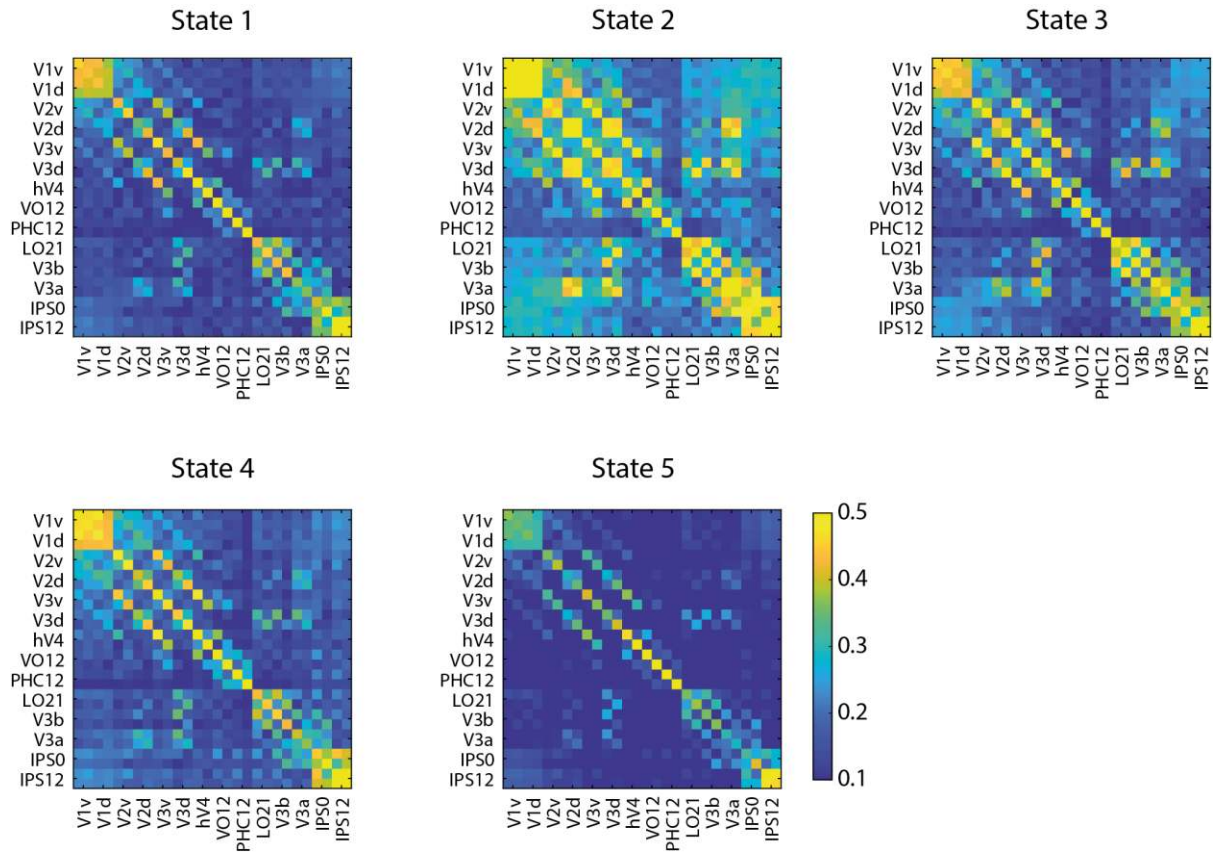 State 1
State 2
State 3
V1v
V1d
V2v
V2d
V3v
V3d
hV4
VO12
PHC12
LO21
V3b
V3a
IPS0
IPS12
V1v
V1d
V2v
V2d
V3v
V3d
hV4
VO12
PHC12
LO21
V3b
V3a
IPS0
IPS12
V1v
V1d
V2v
V2d
V3v
V3d
hV4
VO12
PHC12
LO21
V3b
V3a
IPS0
IPS12
V1v
V1d
V2v
V2d
V3v
V3d
hV4
VO12
PHC12
LO21
V3b
V3a
IPS0
IPS12
V1v
V1d
V2v
V2d
V3v
V3d
hV4
VO12
PHC12
LO21
V3b
V3a
IPS0
IPS12
V1v
V1d
V2v
V2d
V3v
V3d
hV4
VO12
PHC12
LO21
V3b
V3a
IPS0
IPS12
State 4
State 5
V1v
V1d
V2v
V2d
V3v
V3d
hV4
VO12
PHC12
LO21
V3b
V3a
IPS0
IPS12
V1v
V1d
V2v
V2d
V3v
V3d
hV4
VO12
PHC12
LO21
V3b
V3a
IPS0
IPS12
V1v
V1d
V2v
V2d
V3v
V3d
hV4
VO12
PHC12
LO21
V3b
V3a
IPS0
IPS12
V1v
V1d
V2v
V2d
V3v
V3d
hV4
VO12
PHC12
LO21
V3b
V3a
IPS0
IPS12
0.5
0.4
0.3
0.2
0.1